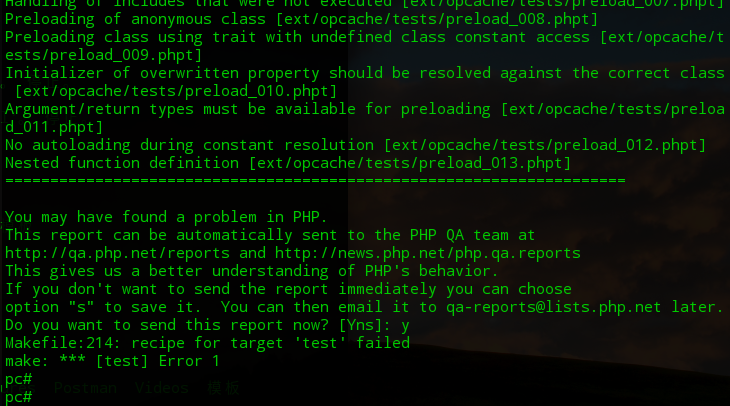 Handling of includes that were not executed [ext/opcache/tests/preload_007.phpt]
Preloading of anonymous class [ext/opcache/tests/preload_008.phpt]
Preloading class using trait with undefined class constant access [ext/opcache/t
ests/preload_009.phpt]
Initializer of overwritten property should be resolved against the correct class
 [ext/opcache/tests/preload_010.phpt]
Argument/return types must be available for preloading [ext/opcache/tests/preloa
d_011.phpt]
No autoloading during constant resolution [ext/opcache/tests/preload_012.phpt]
Nested function definition [ext/opcache/tests/preload_013.phpt]
=====================================================================
You may have found a problem in PHP.
This report can be automatically sent to the PHP QA team at
http://qa.php.net/reports and http://news.php.net/php.qa.reports
This gives us a better understanding of PHP's behavior.
If you don't want to send the report immediately you can choose
option "s" to save it.  You can then email it to qa-reports@lists.php.net later.
Do you want to send this report now? [Yns]: y
Makefile:214: recipe for target 'test' failed
make: *** [test] Error 1
pc#
Postman Videos 模板
pc#